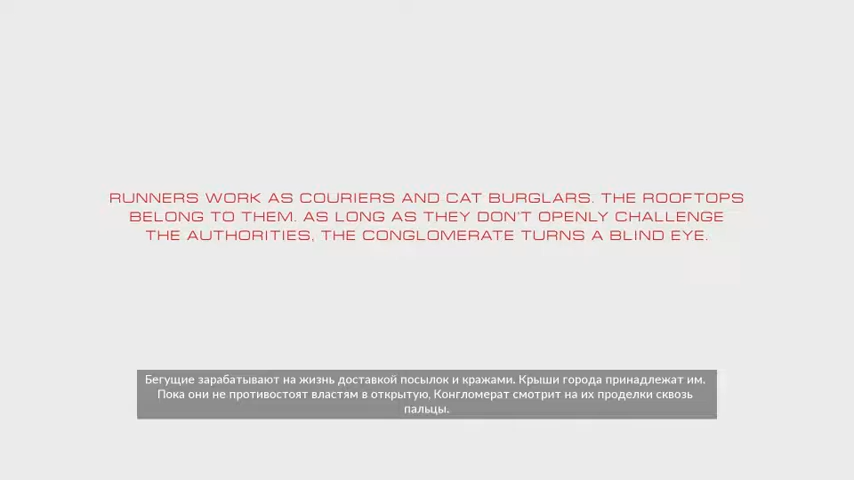 RUNNERS WORK AS COURIERS AND CAT BURGLARS. THE ROOFTOPS
BELONG TO THEM. AS LONG AS THEY DON'T OPENLY CHALLENGE
THE AUTHORITIES, THE CONGLOMERATE TURNS A BLIND EYE.
Бегущие зарабатывают на жизнь доставкой посылок и кражами. Крыши города принадлежат им.
Пока они не противостоят властям в открытую, Конгломерат смотрит на их проделки сквозь
пальцы.